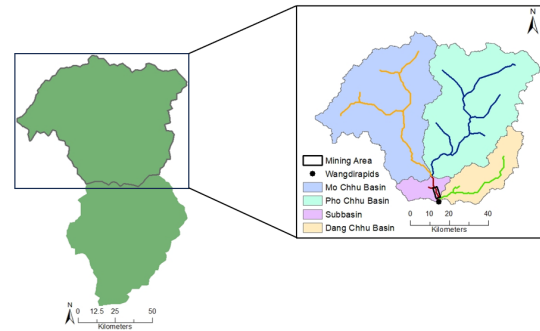 N
Mining Area
Wangdirapids
Mo Chhu Basin
Pho Chhu Basin
Subbasin
Dang Chhu Basin
0 10 20 40
Kilometers
N
0 12.5 25 50
Kilometers